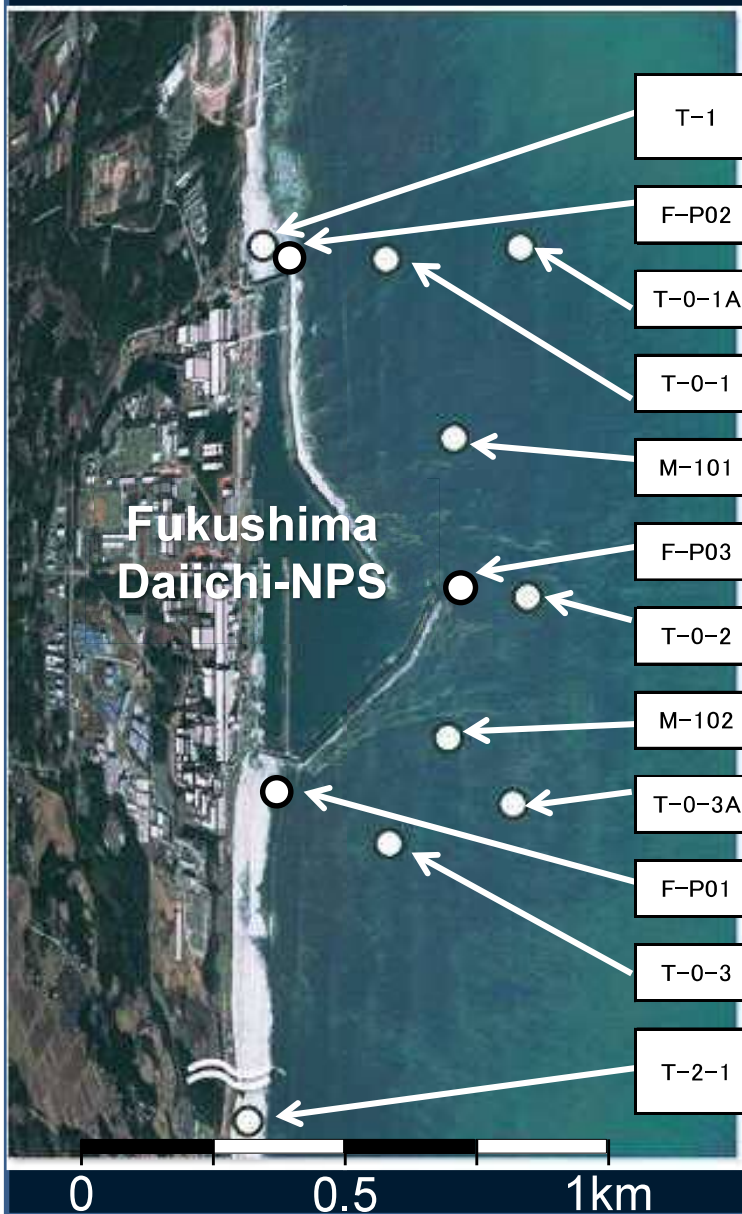 T-1
F-P02
T-0-1A
T-0-1
M-101
Fukushima
Daiichi-NPS
F-P03
T-0-2
M-102
T-0-3A
F-P01
T-0-3
T-2-1
0 0.5 1km